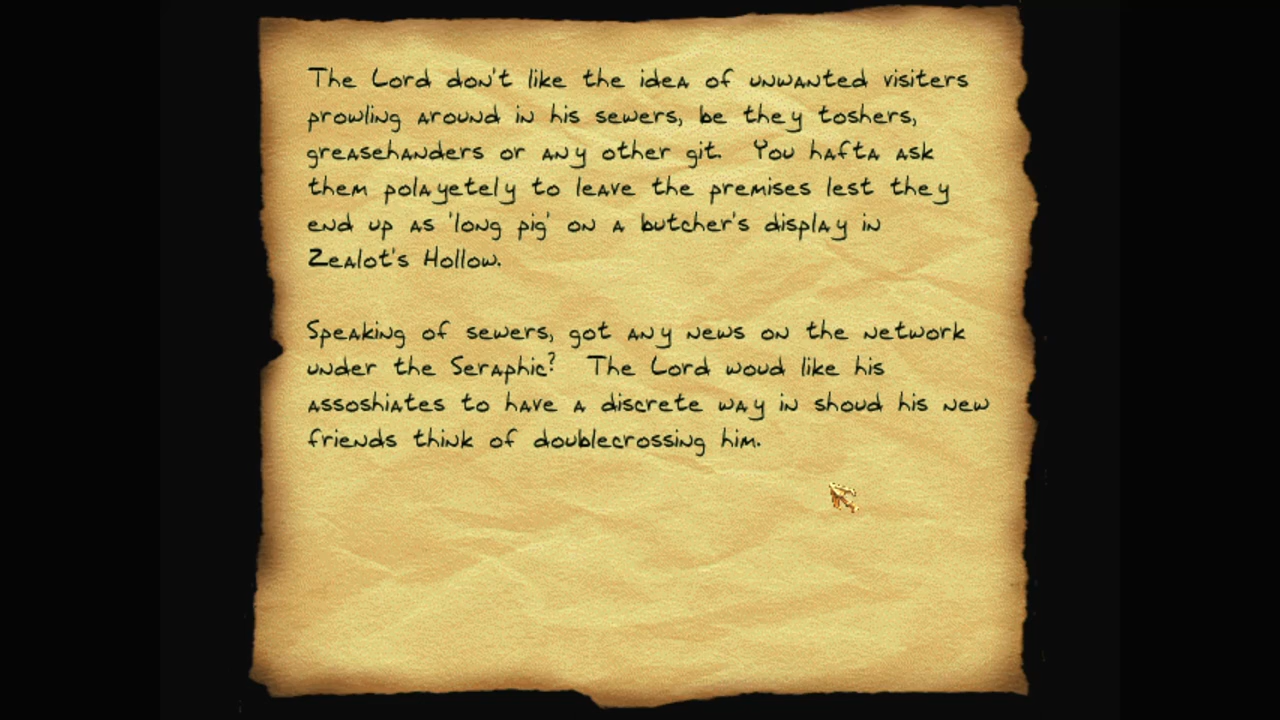 The Lord don't like the idea of unwanted visiters
prowling around in his sewers, be they toshers,
greasehanders or any other git.  You hafta ask
them polayetely to leave the premises lest they
end up as 'long pig' on a butcher's display in
Zealot's Hollow.
Speaking of sewers, got any news on the network
under the Seraphic?  The Lord woud like his
assoshiates to have a discrete way in shoud his new
friends think of doublecrossing him.